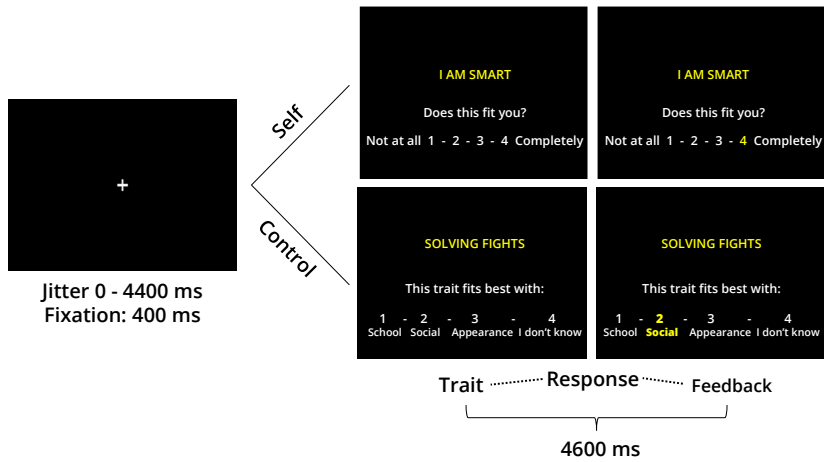 +
Jitter 0 - 4400 ms
Fixation: 400 ms
Self
Control
I AM SMART
Does this fit you?
Not at all 1 - 2 - 3 - 4 Completely
I AM SMART
Does this fit you?
Not at all 1 - 2 - 3 - 4 Completely
SOLVING FIGHTS
This trait fits best with:
1 - 2 - 3 - 4
School Social Appearance I don't know
SOLVING FIGHTS
This trait fits best with:
1 - 2 - 3 - 4
School Social Appearance I don't know
Trait Response Feedback
4600 ms